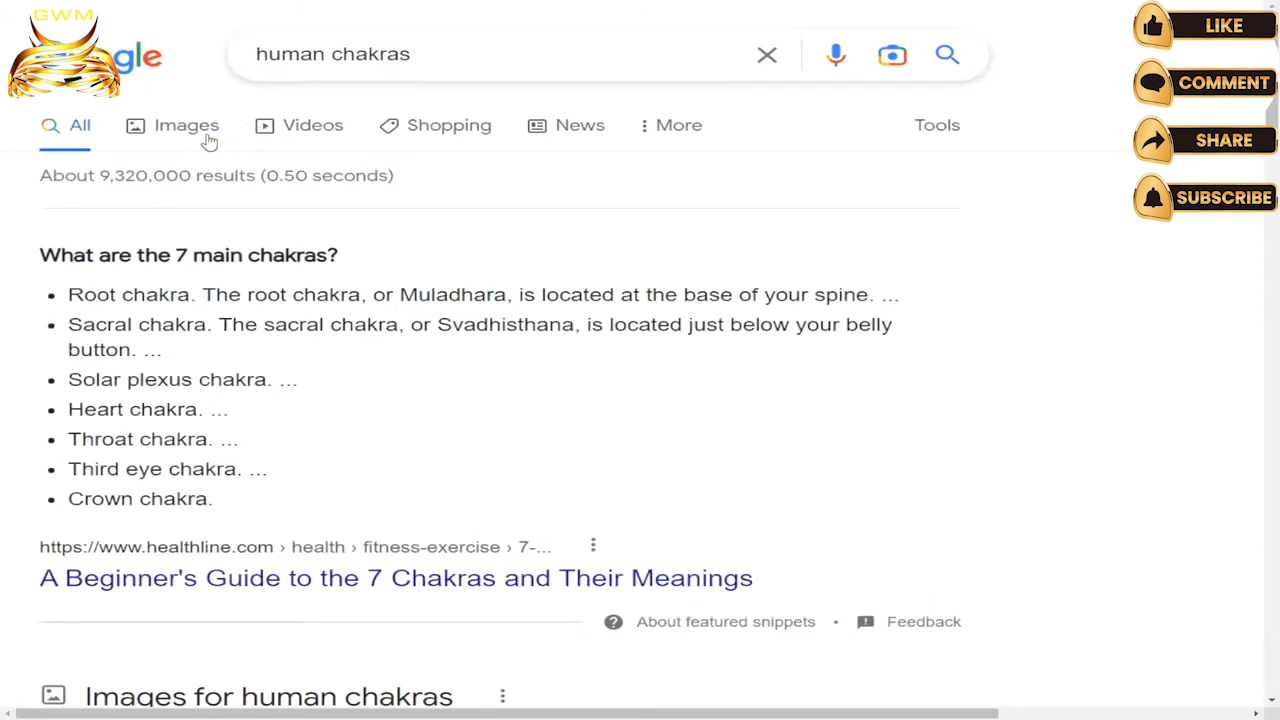 GWM
gle
human chakras
All Images Videos Shopping News More Tools
About 9,320,000 results (0.50 seconds)
What are the 7 main chakras?
• Root chakra. The root chakra, or Muladhara, is located at the base of your spine. ...
• Sacral chakra. The sacral chakra, or Svadhisthana, is located just below your belly
button. ...
• Solar plexus chakra. ...
• Heart chakra. ...
• Throat chakra. ...
• Third eye chakra. ...
• Crown chakra.
https://www.healthline.com › health › fitness-exercise › 7-...
A Beginner's Guide to the 7 Chakras and Their Meanings
About featured snippets • Feedback
Images for human chakras
LIKE
COMMENT
SHARE
SUBSCRIBE